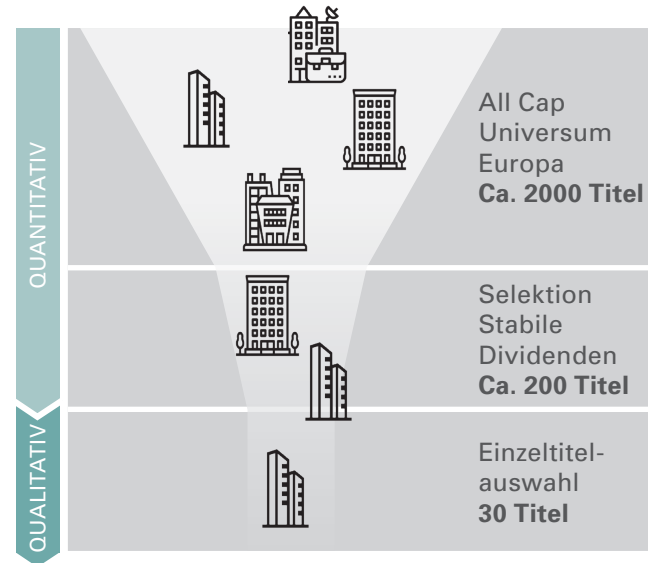 QUANTITATIV
All Cap
Universum
Europa
Ca. 2000 Titel
Selektion
Stabile
Dividenden
Ca. 200 Titel
QUALITATIV
Einzeltitel-
auswahl
30 Titel